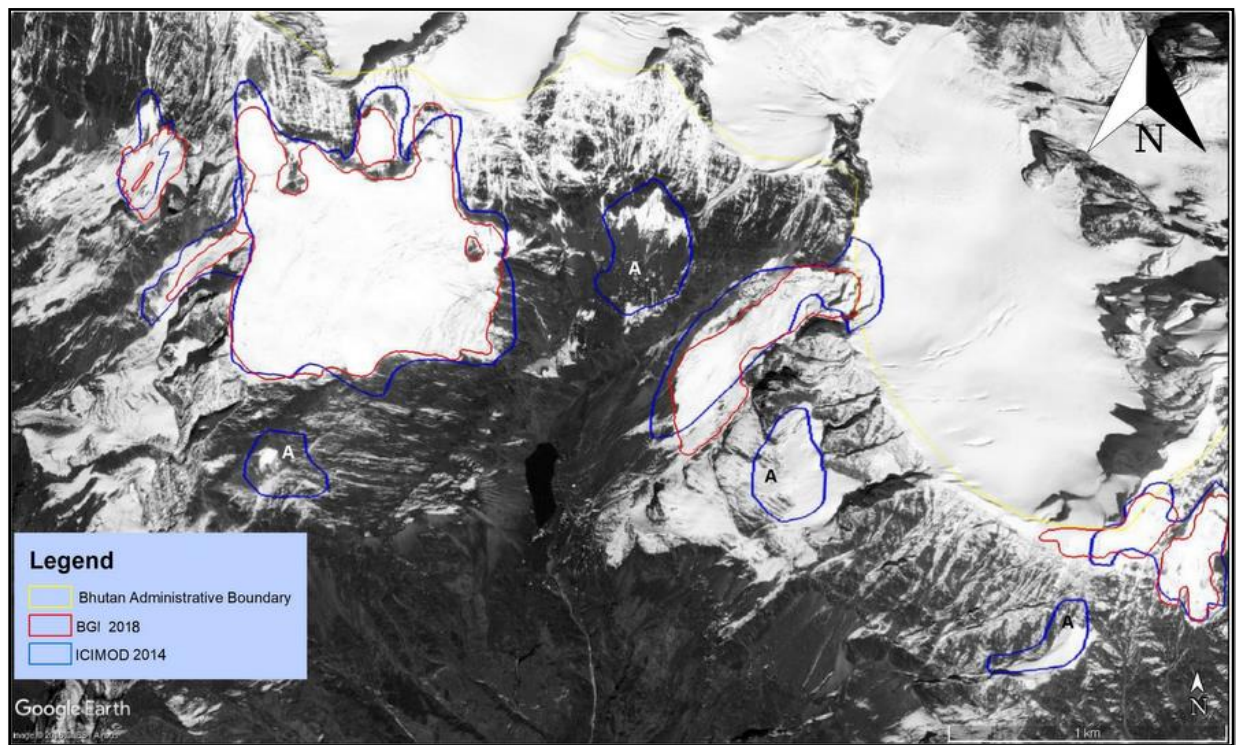 N
A
A
A
A
Legend
Bhutan Administrative Boundary
BGI 2018
ICIMOD 2014
Google Earth
N
1 km